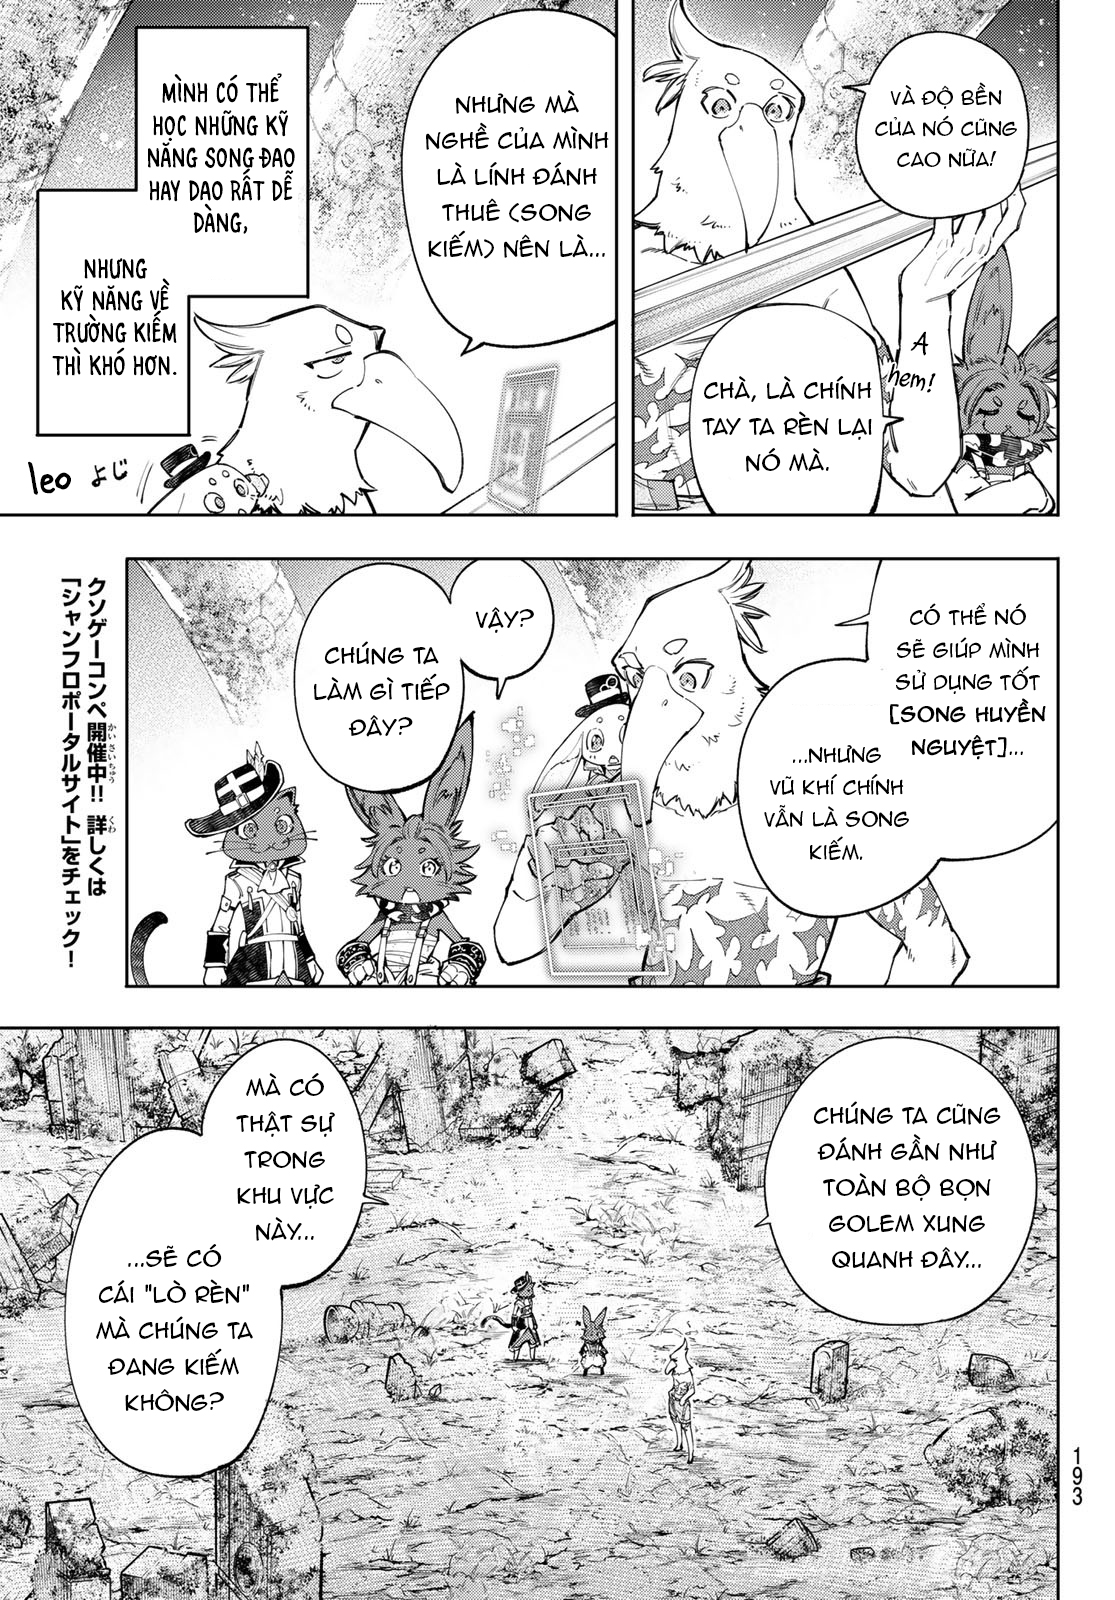 VÀ ĐỘ BỀN
CỦA NÓ CŨNG
CAO NỮA!
A
hem!
CHÀ, LÀ CHÍNH
TAY TA RÈN LẠI
NÓ MÀ.
NHƯNG MÀ
NGHỀ CỦA MÌNH
LÀ LÍNH ĐÁNH
THUÊ (SONG
KIẾM) NÊN LÀ...
MÌNH CÓ THỂ
HỌC NHỮNG KỸ
NĂNG SONG ĐAO
HAY DAO RẤT DỄ
DÀNG,
NHƯNG
KỸ NĂNG VỀ
TRƯỜNG KIẾM
THÌ KHÓ HƠN.
leo よじ
CÓ THỂ NÓ
SẼ GIÚP MÌNH
SỬ DỤNG TỐT
[SONG HUYỀN
NGUYỆT]...
...NHƯNG
VŨ KHÍ CHÍNH
VẪN LÀ SONG
KIẾM.
VẬY?
CHÚNG TA
LÀM GÌ TIẾP
ĐÂY?
クソゲーコンペ開催中!! 詳しくは
「シャンフロポータルサイト」をチェック!
CHÚNG TA CŨNG
ĐÁNH GẦN NHƯ
TOÀN BỘ BỌN
GOLEM XUNG
QUANH ĐÂY...
MÀ CÓ
THẬT SỰ
TRONG
KHU VỰC
NÀY...
...SẼ CÓ
CÁI "LÒ RÈN"
MÀ CHÚNG TA
ĐANG KIẾM
KHÔNG?
193